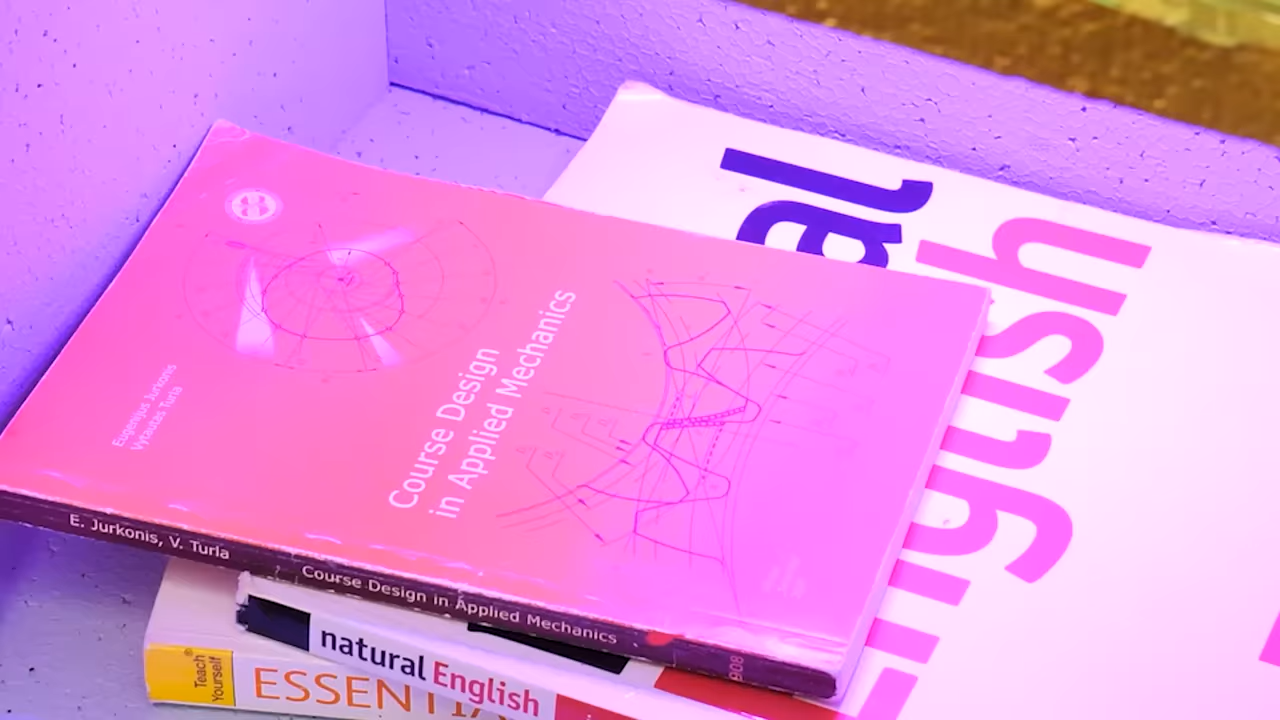 Eugenijus Jurkonis
Vytautas Turla
Course Design
in Applied Mechanics
E. Jurkonis, V. Turla
Course Design in Applied Mechanics
908
al
English
natural English
Teach
Yourself
®